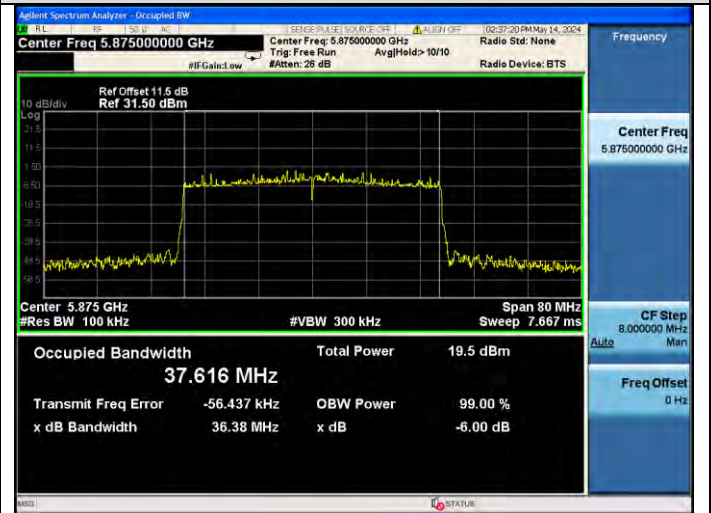 Agilent Spectrum Analyzer - Occupied BW
RL RF 50 Ω AC SENSE:PULSE SOURCE OFF ALIGN OFF 02:37:20 PM May 14, 2024
Center Freq 5.875000000 GHz
Center Freq: 5.875000000 GHz
Radio Std: None
Trig: Free Run Avg|Hold:> 10/10
#IFGain:Low
#Atten: 26 dB
Radio Device: BTS
Frequency
Ref Offset 11.5 dB
10 dB/div Ref 31.50 dBm
Log
21.5
11.5
1.50
-8.50
-18.5
-28.5
-38.5
-48.5
-58.5
Center 5.875 GHz
Span 80 MHz
#Res BW 100 kHz
#VBW 300 kHz
Sweep 7.667 ms
Occupied Bandwidth
37.616 MHz
Total Power 19.5 dBm
Transmit Freq Error -56.437 kHz
OBW Power 99.00 %
x dB Bandwidth 36.38 MHz
x dB -6.00 dB
Center Freq
5.875000000 GHz
CF Step
8.000000 MHz
Auto Man
Freq Offset
0 Hz
MSG
STATUS